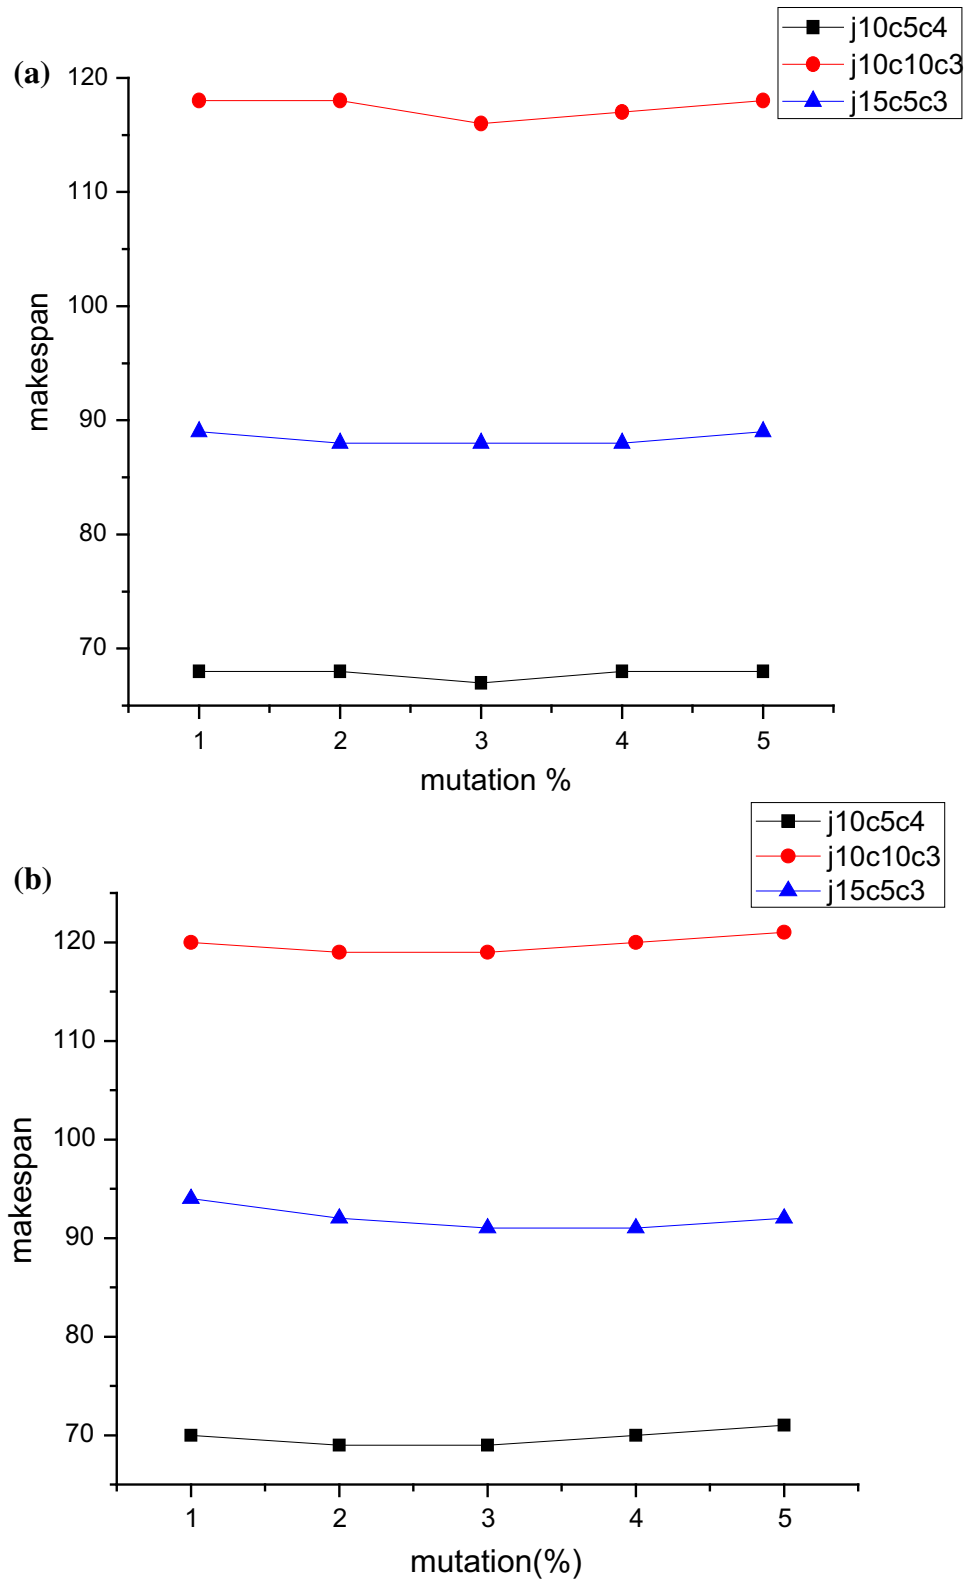 j10c5c4
(a)
j10c10c3
120
j15c5c3
110
100
makespan
90
80
70
1 2 3 4 5
mutation %
j10c5c4
j10c10c3
(b)
j15c5c3
120
110
100
makespan
90
80
70
1 2 3 4 5
mutation(%)